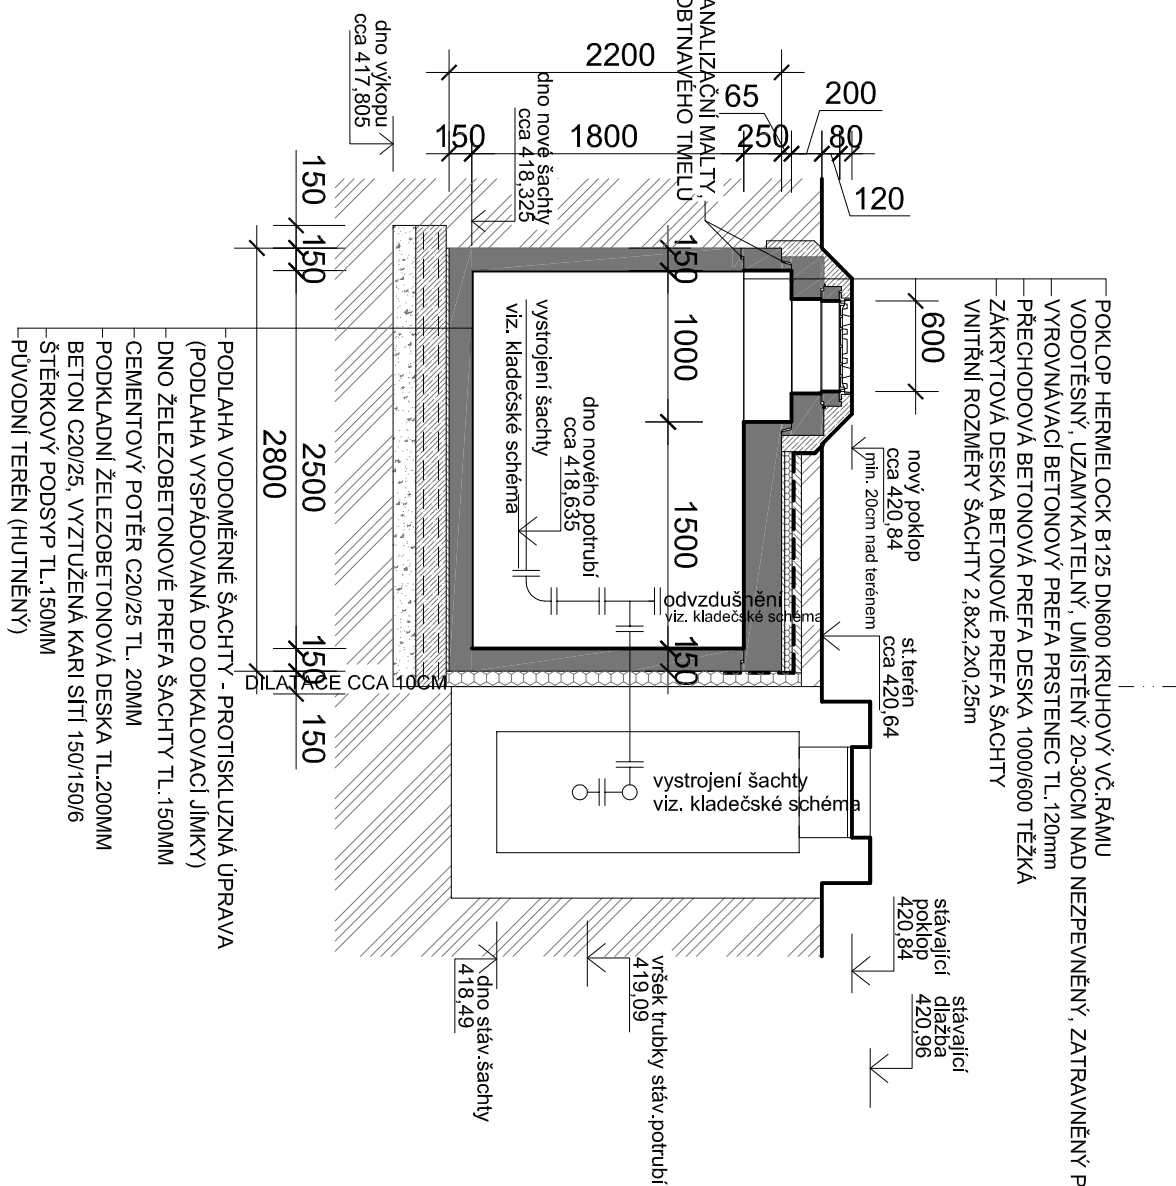 POKLOP HERMELOCK B125 DN600 KRUHOVÝ VČ.RÁMU
VODOTĚSNÝ, UZAMYKATELNÝ, UMÍSTĚNÝ 20-30CM NAD NEZPEVNĚNÝ, ZATRAVNĚNÝ P
VYROVNÁVACÍ BETONOVÝ PREFA PRSTENEC TL.120mm
PŘECHODOVÁ BETONOVÁ PREFA DESKA 1000/600 TĚŽKÁ
ZÁKRYTOVÁ DESKA BETONOVÉ PREFA ŠACHTY
VNITŘNÍ ROZMĚRY ŠACHTY 2,8x2,2x0,25m
ANALIZAČNÍ MALTY,
OBTNAVÉHO TMELU
stávající
dlažba
420,96
stávající
poklop
420,84
nový poklop
cca 420,84
min. 20cm nad terénem
st.terén
cca 420,64
600
2200
65
200
150
1800
250
80
120
dno výkopu
cca 417,805
dno nové šachty
cca 418,325
150
1000
1500
150
odvzdušnění
viz. kladečské schéma
dno nového potrubí
cca 418,635
vystrojení šachty
viz. kladečské schéma
vystrojení šachty
viz. kladečské schéma
vršek trubky stáv.potrubí
419,09
dno stáv.šachty
418,49
150
150
2500
150
150
2800
DILATACE CCA 10CM
PODLAHA VODOMĚRNÉ ŠACHTY - PROTISKLUZNÁ ÚPRAVA
(PODLAHA VYSPÁDOVANÁ DO ODKALOVACÍ JÍMKY)
DNO ŽELEZOBETONOVÉ PREFA ŠACHTY TL.150MM
CEMENTOVÝ POTĚR C20/25 TL. 20MM
PODKLADNÍ ŽELEZOBETONOVÁ DESKA TL.200MM
BETON C20/25, VYZTUŽENÁ KARI SÍTÍ 150/150/6
ŠTĚRKOVÝ PODSYP TL.150MM
PŮVODNÍ TERÉN (HUTNĚNÝ)